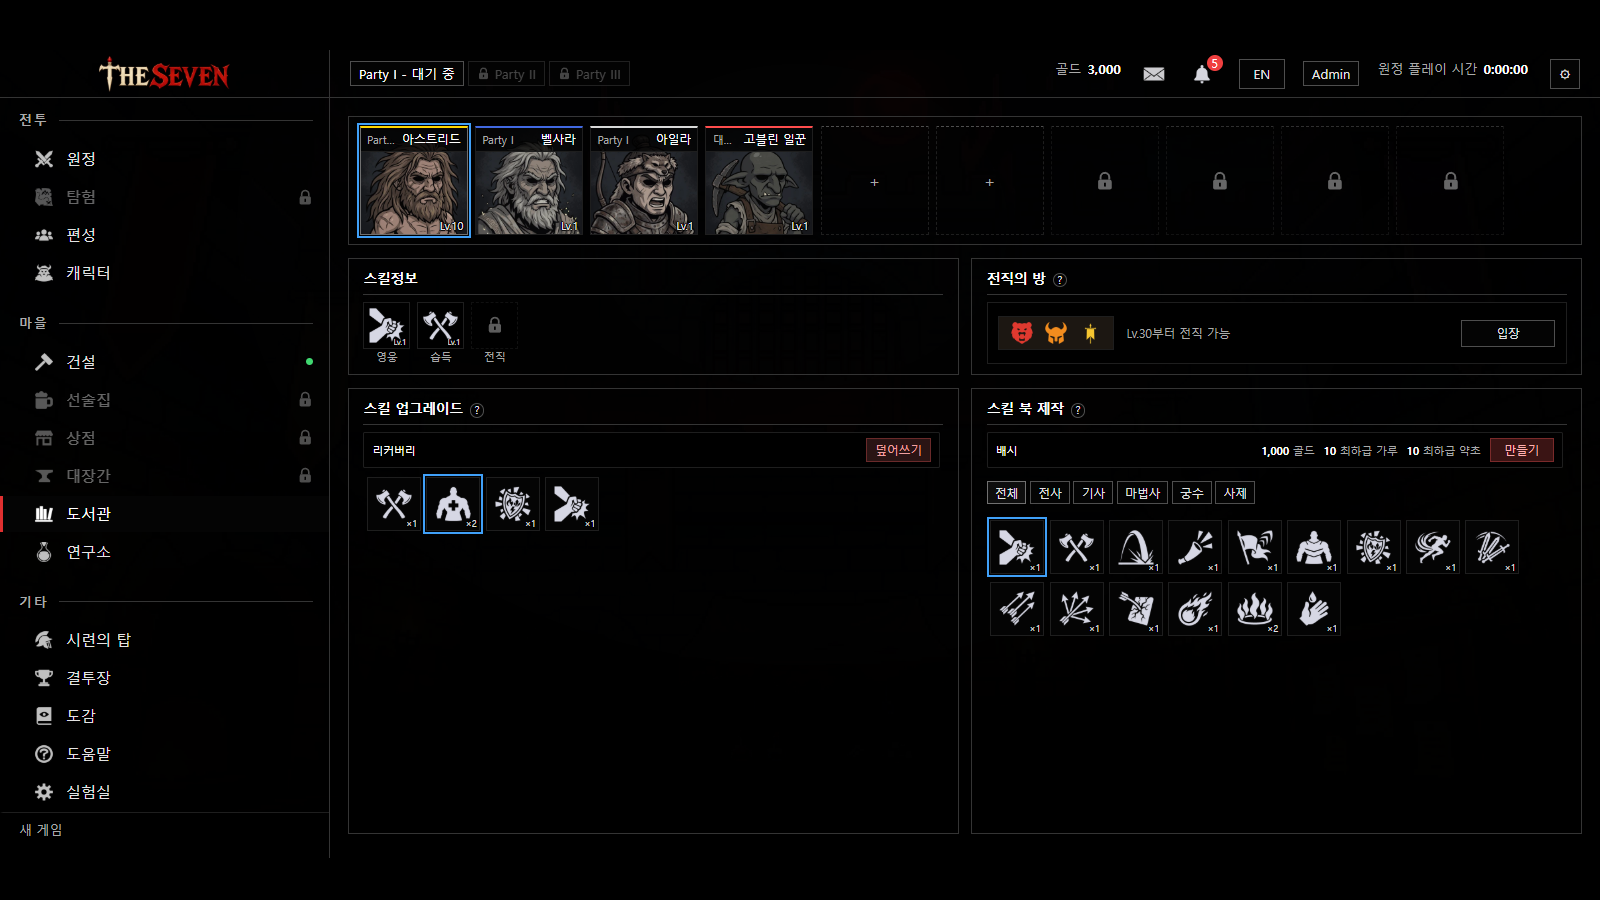 THE SEVEN
Party I - 대기 중
Party II
Party III
골드 3,000
5
EN
Admin
원정 플레이 시간 0:00:00
전투
원정
탐험
편성
캐릭터
마을
건설
선술집
상점
대장간
도서관
연구소
기타
시련의 탑
결투장
도감
도움말
실험실
새 게임
Part... 아스트리드
Lv.10
Party I 벨사라
Lv.1
Party I 아일라
Lv.1
대... 고블린 일꾼
Lv.1
+
+
스킬정보
Lv.1
Lv.1
영웅
습득
전직
전직의 방 ?
Lv.30부터 전직 가능
입장
스킬 업그레이드 ?
리커버리
덮어쓰기
×1
×2
×1
×1
스킬 북 제작 ?
배시
1,000 골드 10 최하급 가루 10 최하급 약초
만들기
전체 전사 기사 마법사 궁수 사제
×1 ×1 ×1 ×1 ×1 ×1 ×1 ×1 ×1
×1 ×1 ×1 ×1 ×2 ×1